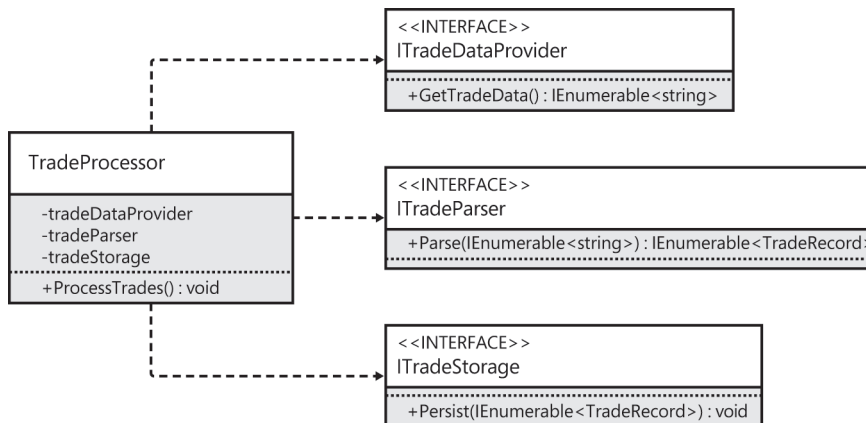 <<INTERFACE>>
ITradeDataProvider
+GetTradeData() : IEnumerable<string>
TradeProcessor
-tradeDataProvider
-tradeParser
-tradeStorage
+ProcessTrades() : void
<<INTERFACE>>
ITradeParser
+Parse(IEnumerable<string>) : IEnumerable<TradeRecord>
<<INTERFACE>>
ITradeStorage
+Persist(IEnumerable<TradeRecord>) : void